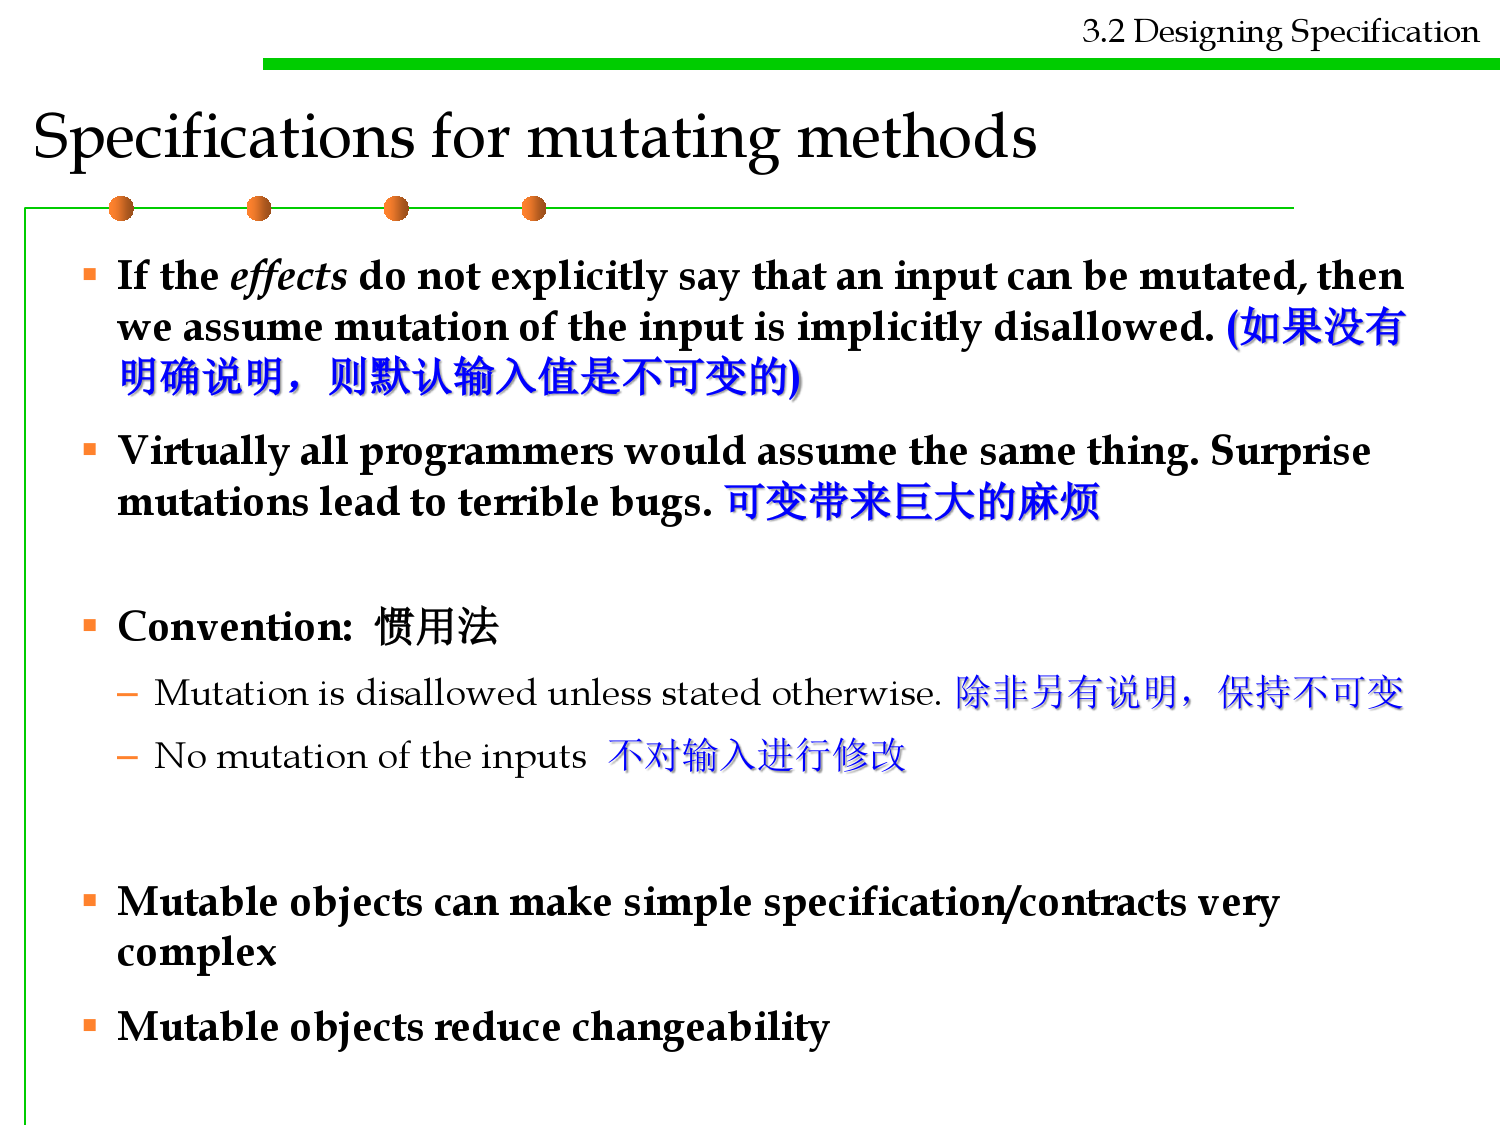 3.2 Designing Specification
Specifications for mutating methods
▪ If the effects do not explicitly say that an input can be mutated, then
we assume mutation of the input is implicitly disallowed. (如果没有
明确说明，则默认输入值是不可变的)
▪ Virtually all programmers would assume the same thing. Surprise
mutations lead to terrible bugs. 可变带来巨大的麻烦
▪ Convention: 惯用法
– Mutation is disallowed unless stated otherwise. 除非另有说明，保持不可变
– No mutation of the inputs 不对输入进行修改
▪ Mutable objects can make simple specification/contracts very
complex
▪ Mutable objects reduce changeability